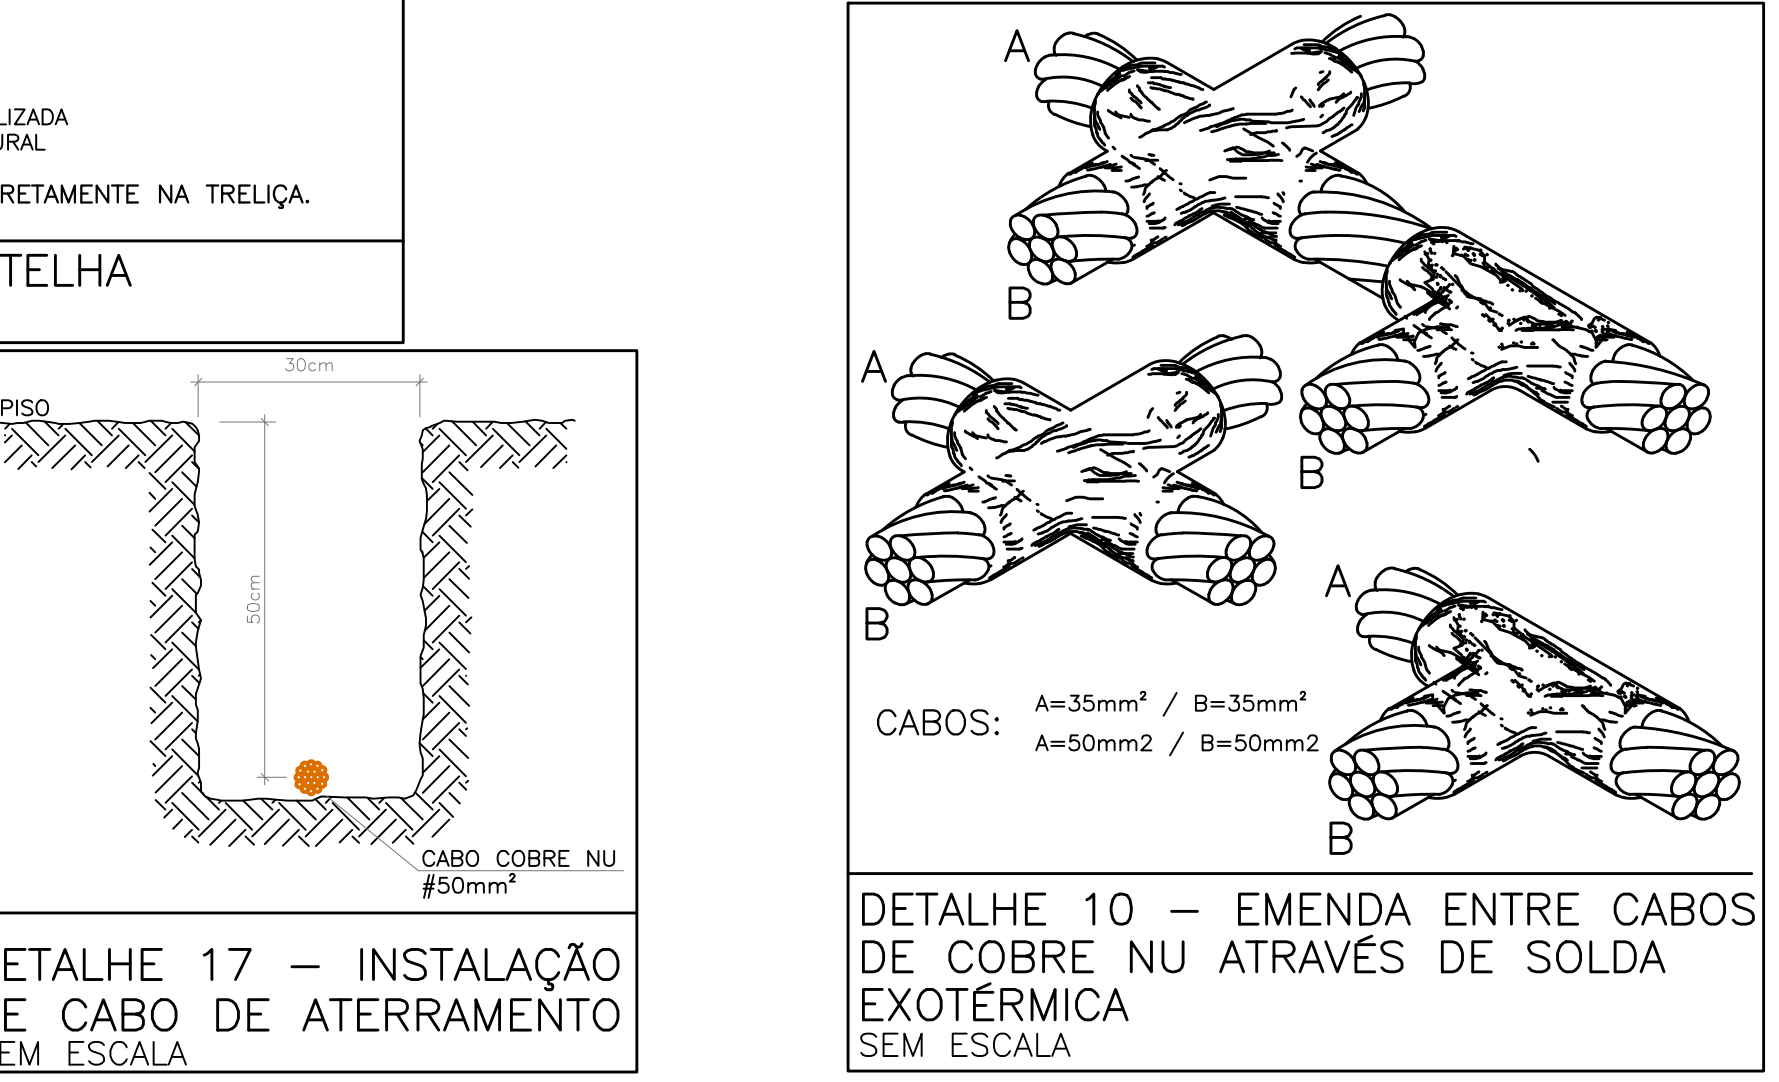 LIZADA
URAL
RETAMENTE NA TRELIÇA.
TELHA
30cm
PISO
50cm
CABO COBRE NU
#50mm²
ETALHE 17 – INSTALAÇÃO
E CABO DE ATERRAMENTO
EM ESCALA
A
B
A
B
B
A
B
CABOS:
A=35mm² / B=35mm²
A=50mm2 / B=50mm2
DETALHE 10 – EMENDA ENTRE CABOS
DE COBRE NU ATRAVÉS DE SOLDA
EXOTÉRMICA
SEM ESCALA